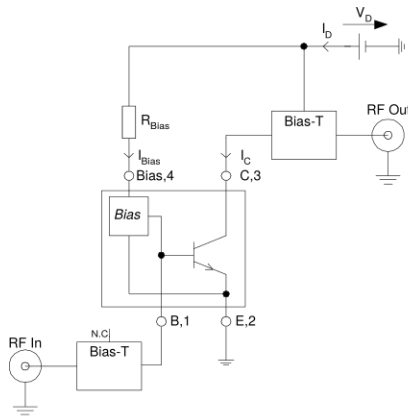 V_D
I_D
R_Bias
Bias-T
RF Out
I_Bias
I_C
Bias,4
C,3
Bias
B,1
E,2
RF In
N.C
Bias-T